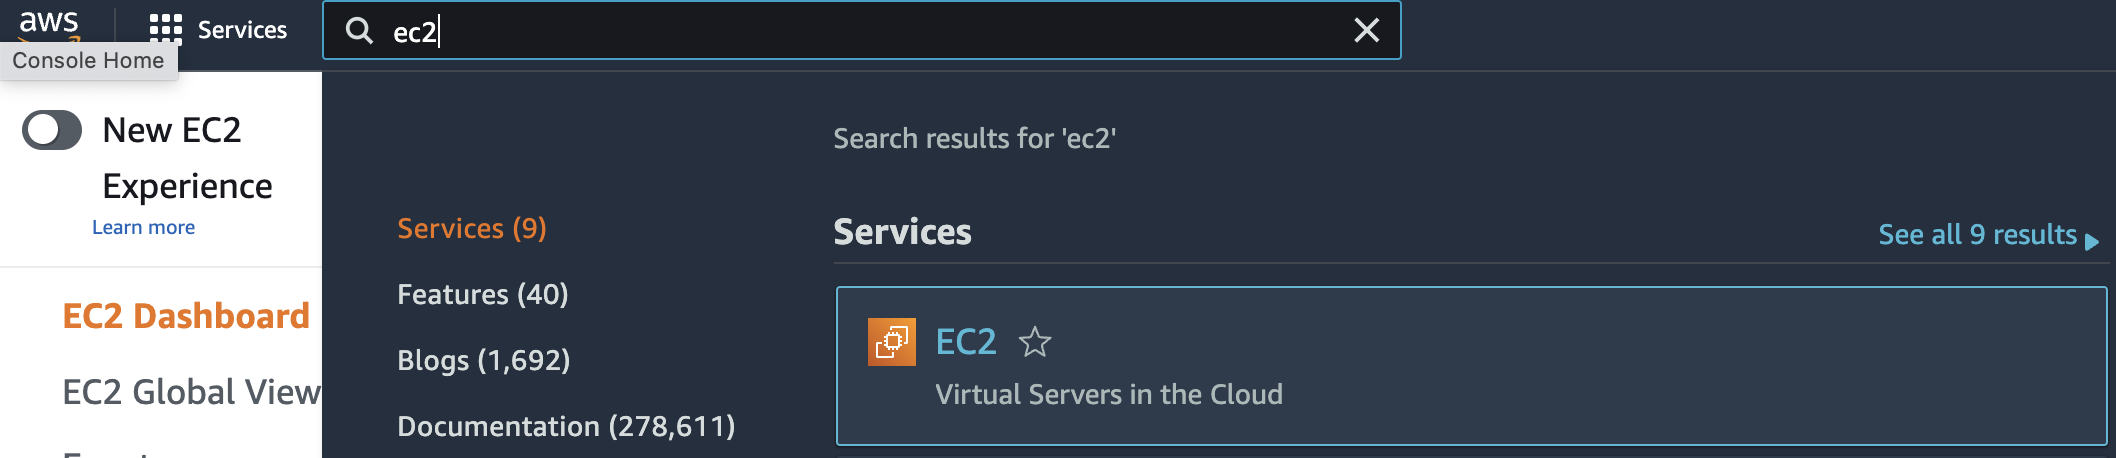 aws
Services
ec2
Console Home
New EC2
Experience
Learn more
EC2 Dashboard
EC2 Global View
Search results for 'ec2'
Services (9)
Features (40)
Blogs (1,692)
Documentation (278,611)
Services
See all 9 results
EC2
Virtual Servers in the Cloud